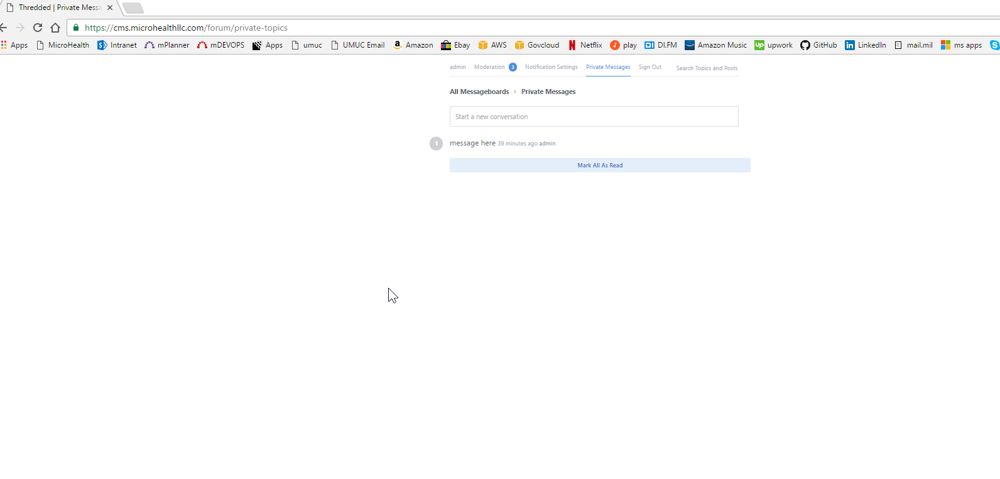 Thredded | Private Messa
https://cms.microhealthllc.com/forum/private-topics
Apps MicroHealth Intranet mPlanner mDEVOPS Apps umuc UMUC Email a Amazon Ebay AWS Govcloud N Netflix play DI DI.FM Amazon Music Up upwork GitHub in LinkedIn mail.mil ms apps S
admin Moderation 3 Notification Settings Private Messages Sign Out Search Topics and Posts
All Messageboards › Private Messages
Start a new conversation
1 message here 39 minutes ago admin
Mark All As Read